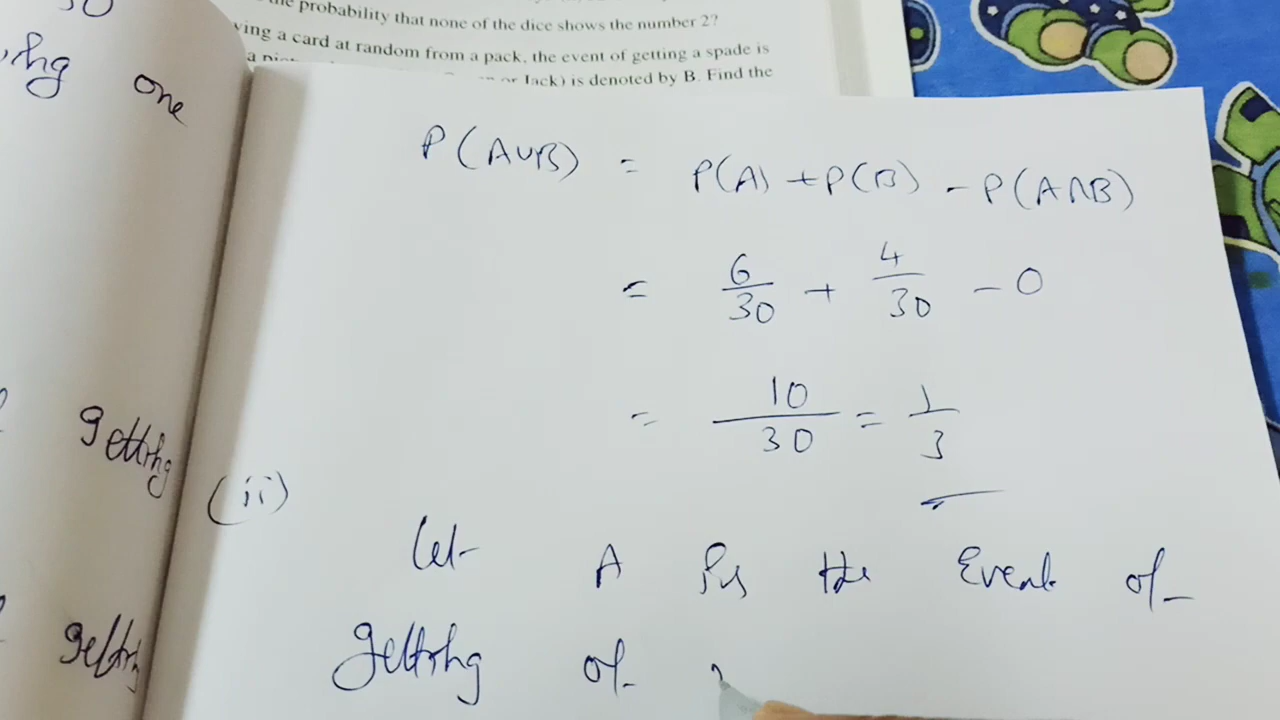 the probability that none of the dice shows the number 2?
ving a card at random from a pack, the event of getting a spade is
or Jack) is denoted by B. Find the
one
getting
getting
P(A∪B) = P(A) + P(B) - P(A∩B)
= 6/30 + 4/30 - 0
= 10/30 = 1/3
(ii)
Let A is the Event of
getting of